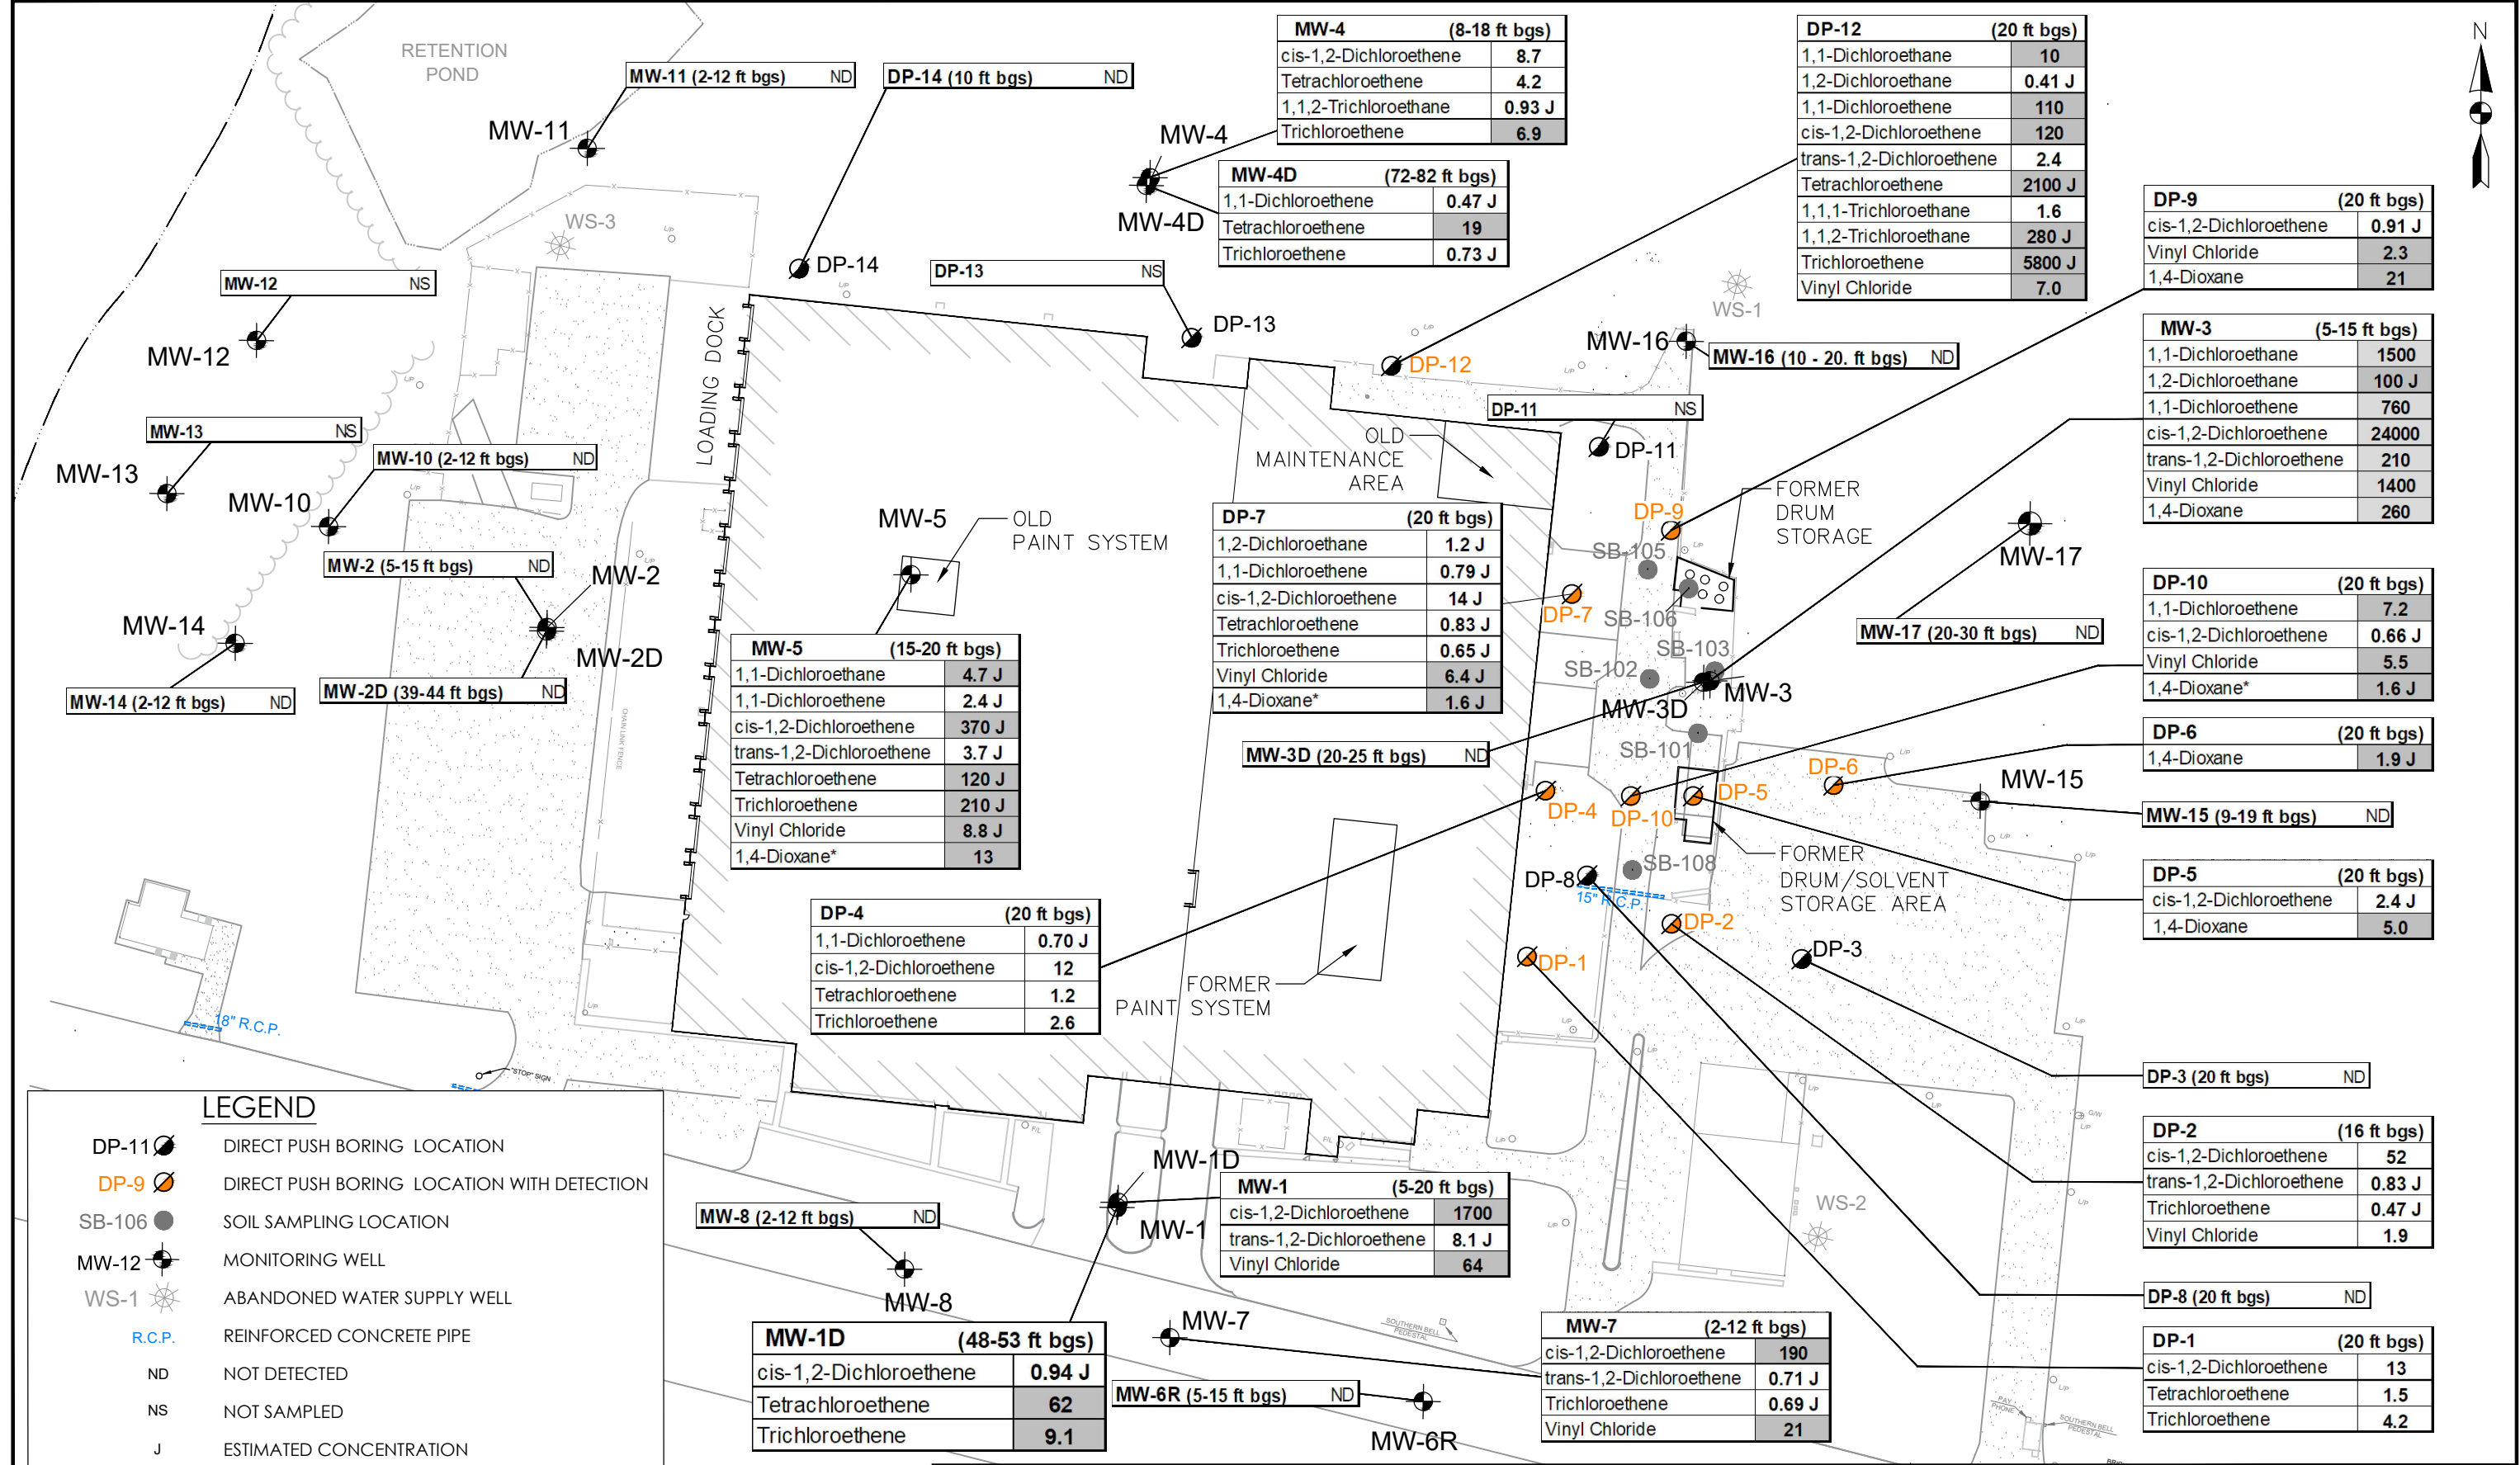 RETENTION
POND
MW-11 (2-12 ft bgs) ND
DP-14 (10 ft bgs) ND
MW-11
DP-14
WS-3
MW-4 (8-18 ft bgs)
cis-1,2-Dichloroethene 8.7
Tetrachloroethene 4.2
1,1,2-Trichloroethane 0.93 J
Trichloroethene 6.9
MW-4
MW-4D
MW-4D (72-82 ft bgs)
1,1-Dichloroethene 0.47 J
Tetrachloroethene 19
Trichloroethene 0.73 J
DP-12 (20 ft bgs)
1,1-Dichloroethane 10
1,2-Dichloroethane 0.41 J
1,1-Dichloroethene 110
cis-1,2-Dichloroethene 120
trans-1,2-Dichloroethene 2.4
Tetrachloroethene 2100 J
1,1,1-Trichloroethane 1.6
1,1,2-Trichloroethane 280 J
Trichloroethene 5800 J
Vinyl Chloride 7.0
N
DP-9 (20 ft bgs)
cis-1,2-Dichloroethene 0.91 J
Vinyl Chloride 2.3
1,4-Dioxane 21
MW-3 (5-15 ft bgs)
1,1-Dichloroethane 1500
1,2-Dichloroethane 100 J
1,1-Dichloroethene 760
cis-1,2-Dichloroethene 24000
trans-1,2-Dichloroethene 210
Vinyl Chloride 1400
1,4-Dioxane 260
DP-13 NS
DP-13
DP-12
WS-1
MW-16
MW-16 (10 - 20. ft bgs) ND
DP-11 NS
DP-11
MW-12 NS
MW-12
MW-13 NS
MW-13
MW-10 (2-12 ft bgs) ND
MW-10
MW-2 (5-15 ft bgs) ND
MW-2
MW-2D
MW-2D (39-44 ft bgs) ND
MW-14
MW-14 (2-12 ft bgs) ND
LOADING DOCK
CHAIN LINK FENCE
MW-5
OLD
PAINT SYSTEM
OLD
MAINTENANCE
AREA
MW-5 (15-20 ft bgs)
1,1-Dichloroethane 4.7 J
1,1-Dichloroethene 2.4 J
cis-1,2-Dichloroethene 370 J
trans-1,2-Dichloroethene 3.7 J
Tetrachloroethene 120 J
Trichloroethene 210 J
Vinyl Chloride 8.8 J
1,4-Dioxane* 13
DP-7 (20 ft bgs)
1,2-Dichloroethane 1.2 J
1,1-Dichloroethene 0.79 J
cis-1,2-Dichloroethene 14 J
Tetrachloroethene 0.83 J
Trichloroethene 0.65 J
Vinyl Chloride 6.4 J
1,4-Dioxane* 1.6 J
DP-9
SB-105
FORMER
DRUM
STORAGE
DP-7
SB-106
SB-103
SB-102
MW-3
MW-3D
SB-101
MW-3D (20-25 ft bgs) ND
MW-17
MW-17 (20-30 ft bgs) ND
DP-10 (20 ft bgs)
1,1-Dichloroethene 7.2
cis-1,2-Dichloroethene 0.66 J
Vinyl Chloride 5.5
1,4-Dioxane* 1.6 J
DP-6 (20 ft bgs)
1,4-Dioxane 1.9 J
DP-6
MW-15
MW-15 (9-19 ft bgs) ND
DP-4
DP-10
DP-5
FORMER
DRUM/SOLVENT
STORAGE AREA
DP-5 (20 ft bgs)
cis-1,2-Dichloroethene 2.4 J
1,4-Dioxane 5.0
DP-4 (20 ft bgs)
1,1-Dichloroethene 0.70 J
cis-1,2-Dichloroethene 12
Tetrachloroethene 1.2
Trichloroethene 2.6
FORMER
PAINT SYSTEM
DP-8
SB-108
15" R.C.P
DP-2
DP-1
DP-3
DP-3 (20 ft bgs) ND
DP-2 (16 ft bgs)
cis-1,2-Dichloroethene 52
trans-1,2-Dichloroethene 0.83 J
Trichloroethene 0.47 J
Vinyl Chloride 1.9
DP-8 (20 ft bgs) ND
DP-1 (20 ft bgs)
cis-1,2-Dichloroethene 13
Tetrachloroethene 1.5
Trichloroethene 4.2
WS-2
18" R.C.P.
"STOP" SIGN
MW-1D
MW-1
MW-1 (5-20 ft bgs)
cis-1,2-Dichloroethene 1700
trans-1,2-Dichloroethene 8.1 J
Vinyl Chloride 64
MW-8 (2-12 ft bgs) ND
MW-8
MW-1D (48-53 ft bgs)
cis-1,2-Dichloroethene 0.94 J
Tetrachloroethene 62
Trichloroethene 9.1
MW-7
MW-6R (5-15 ft bgs) ND
MW-6R
SOUTHERN BELL
PEDESTAL
MW-7 (2-12 ft bgs)
cis-1,2-Dichloroethene 190
trans-1,2-Dichloroethene 0.71 J
Trichloroethene 0.69 J
Vinyl Chloride 21
PAY
PHONE
SOUTHERN BELL
PEDESTAL
LEGEND
DP-11 DIRECT PUSH BORING LOCATION
DP-9 DIRECT PUSH BORING LOCATION WITH DETECTION
SB-106 SOIL SAMPLING LOCATION
MW-12 MONITORING WELL
WS-1 ABANDONED WATER SUPPLY WELL
R.C.P. REINFORCED CONCRETE PIPE
ND NOT DETECTED
NS NOT SAMPLED
J ESTIMATED CONCENTRATION